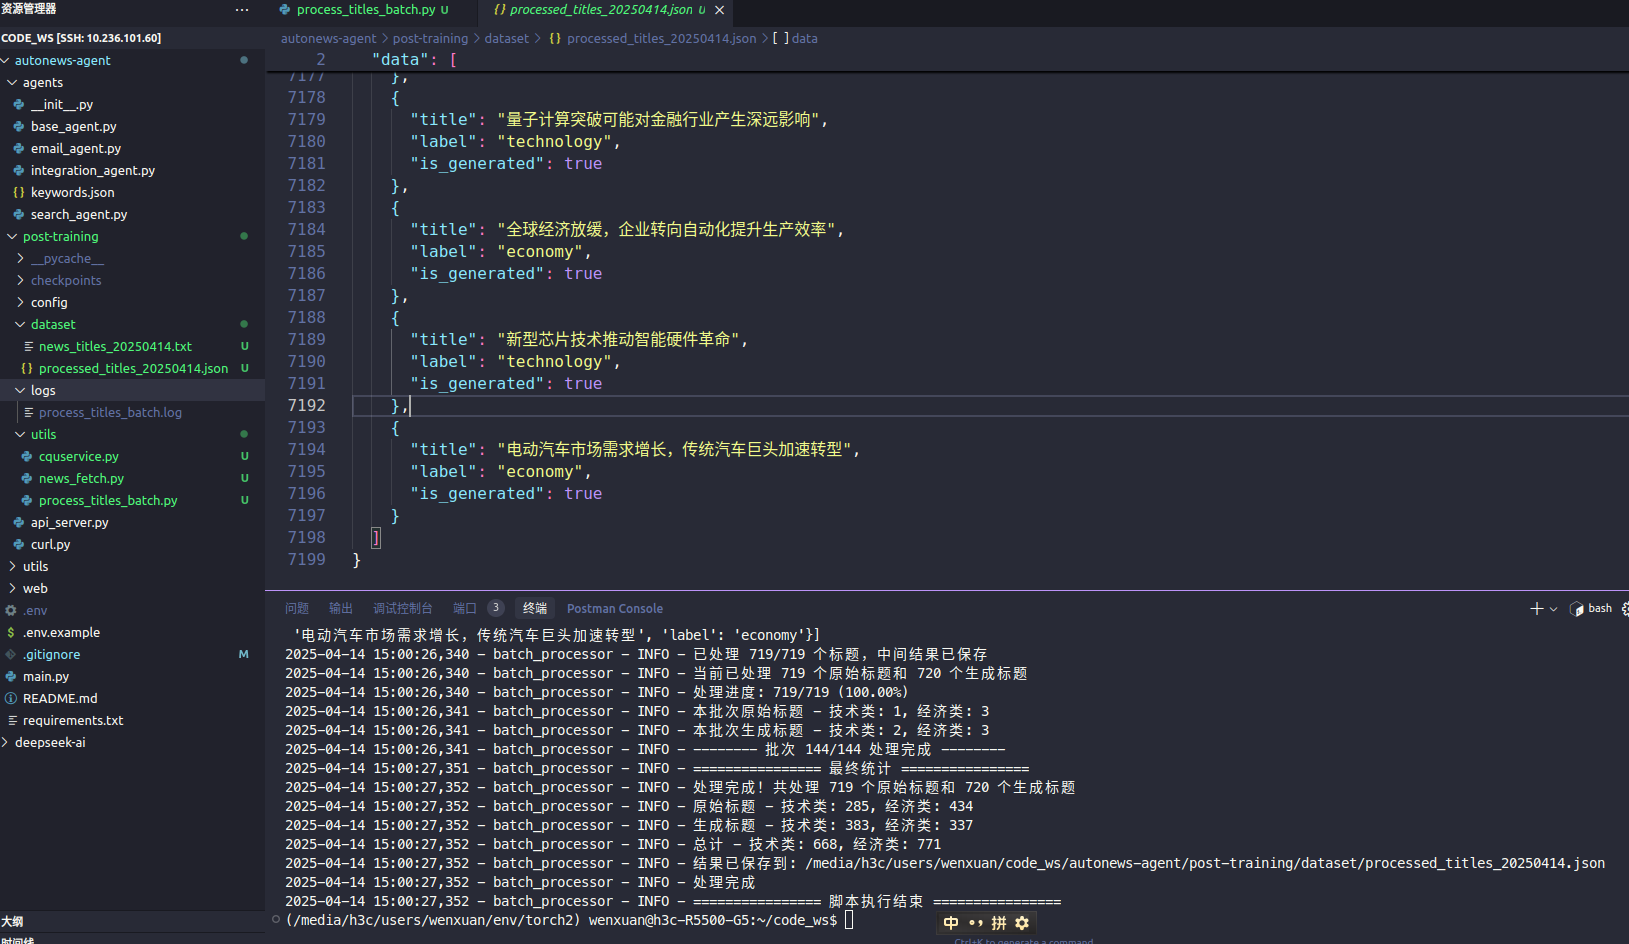 资源管理器 ···
CODE_WS [SSH: 10.236.101.60]
autonews-agent
agents
__init__.py
base_agent.py
email_agent.py
integration_agent.py
{} keywords.json
search_agent.py
post-training
__pycache__
checkpoints
config
dataset
news_titles_20250414.txt U
{} processed_titles_20250414.json U
logs
process_titles_batch.log
utils
cquservice.py U
news_fetch.py U
process_titles_batch.py U
api_server.py
curl.py
utils
web
.env
$ .env.example
.gitignore M
main.py
README.md
requirements.txt
deepseek-ai
大纲
时间线
process_titles_batch.py U
{} processed_titles_20250414.json U ×
autonews-agent > post-training > dataset > {} processed_titles_20250414.json > [ ] data
2 "data": [
7177 },
7178 {
7179 "title": "量子计算突破可能对金融行业产生深远影响",
7180 "label": "technology",
7181 "is_generated": true
7182 },
7183 {
7184 "title": "全球经济放缓，企业转向自动化提升生产效率",
7185 "label": "economy",
7186 "is_generated": true
7187 },
7188 {
7189 "title": "新型芯片技术推动智能硬件革命",
7190 "label": "technology",
7191 "is_generated": true
7192 },
7193 {
7194 "title": "电动汽车市场需求增长，传统汽车巨头加速转型",
7195 "label": "economy",
7196 "is_generated": true
7197 }
7198 ]
7199 }
问题 输出 调试控制台 端口 3 终端 Postman Console
bash
'电动汽车市场需求增长，传统汽车巨头加速转型', 'label': 'economy'}]
2025-04-14 15:00:26,340 - batch_processor - INFO - 已处理 719/719 个标题，中间结果已保存
2025-04-14 15:00:26,340 - batch_processor - INFO - 当前已处理 719 个原始标题和 720 个生成标题
2025-04-14 15:00:26,340 - batch_processor - INFO - 处理进度: 719/719 (100.00%)
2025-04-14 15:00:26,341 - batch_processor - INFO - 本批次原始标题 - 技术类: 1, 经济类: 3
2025-04-14 15:00:26,341 - batch_processor - INFO - 本批次生成标题 - 技术类: 2, 经济类: 3
2025-04-14 15:00:26,341 - batch_processor - INFO - -------- 批次 144/144 处理完成 --------
2025-04-14 15:00:27,351 - batch_processor - INFO - ================ 最终统计 ================
2025-04-14 15:00:27,352 - batch_processor - INFO - 处理完成！共处理 719 个原始标题和 720 个生成标题
2025-04-14 15:00:27,352 - batch_processor - INFO - 原始标题 - 技术类: 285, 经济类: 434
2025-04-14 15:00:27,352 - batch_processor - INFO - 生成标题 - 技术类: 383, 经济类: 337
2025-04-14 15:00:27,352 - batch_processor - INFO - 总计 - 技术类: 668, 经济类: 771
2025-04-14 15:00:27,352 - batch_processor - INFO - 结果已保存到: /media/h3c/users/wenxuan/code_ws/autonews-agent/post-training/dataset/processed_titles_20250414.json
2025-04-14 15:00:27,352 - batch_processor - INFO - 处理完成
2025-04-14 15:00:27,352 - batch_processor - INFO - ================ 脚本执行结束 ================
(/media/h3c/users/wenxuan/env/torch2) wenxuan@h3c-R5500-G5:~/code_ws$
中 拼
Ctrl+K to generate a command